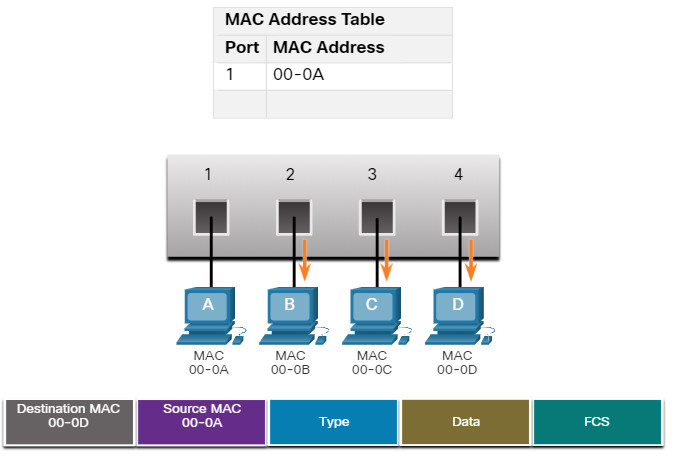 MAC Address Table
Port MAC Address
1 00-0A
1 2 3 4
A B C D
MAC MAC MAC MAC
00-0A 00-0B 00-0C 00-0D
Destination MAC Source MAC
00-0D 00-0A Type Data FCS